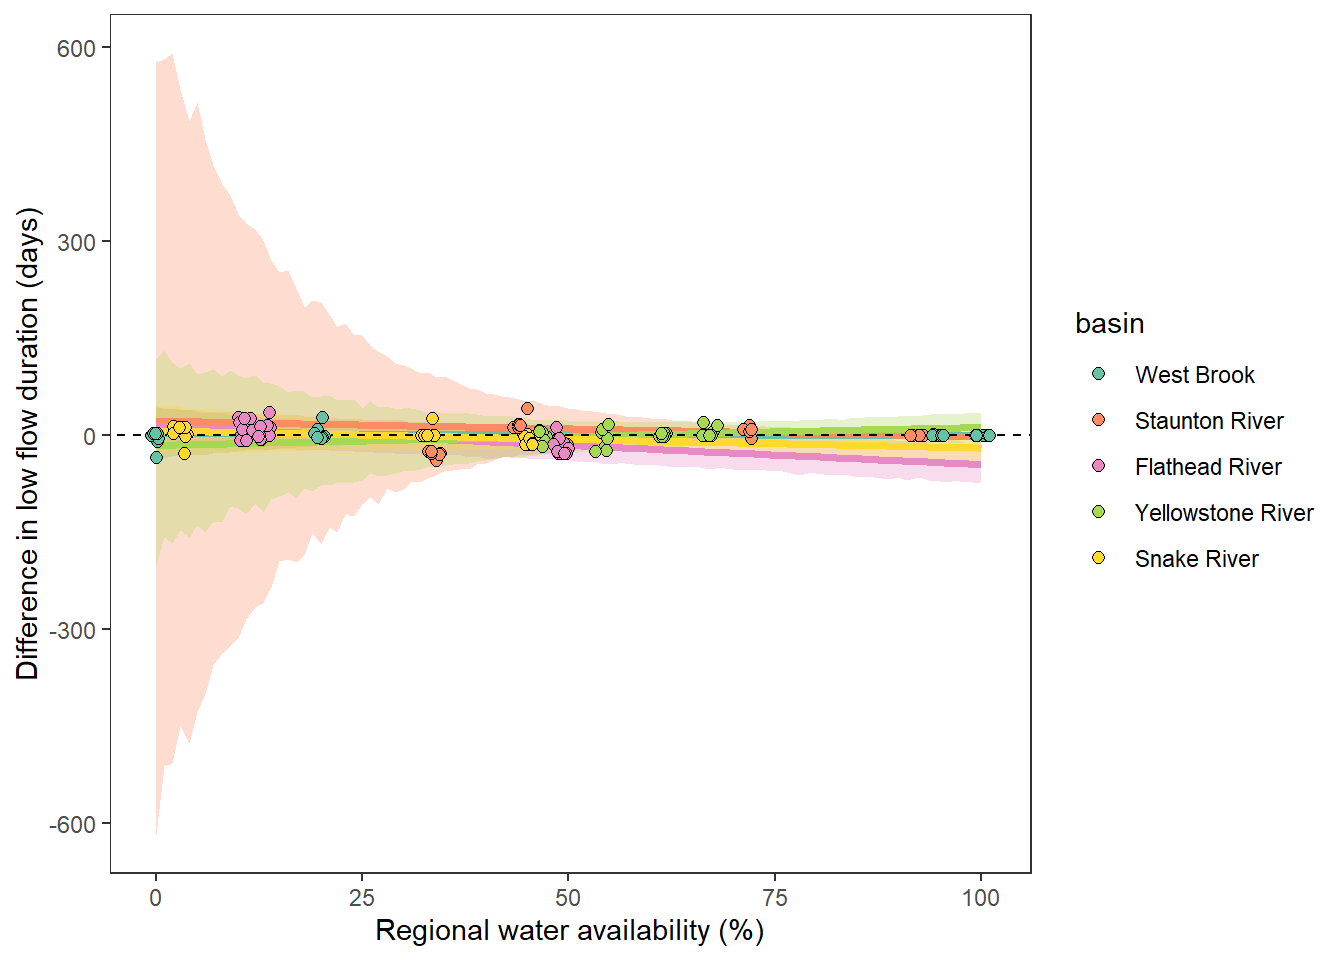 600
300
0
-300
-600
Difference in low flow duration (days)
0
25
50
75
100
Regional water availability (%)
basin
West Brook
Staunton River
Flathead River
Yellowstone River
Snake River